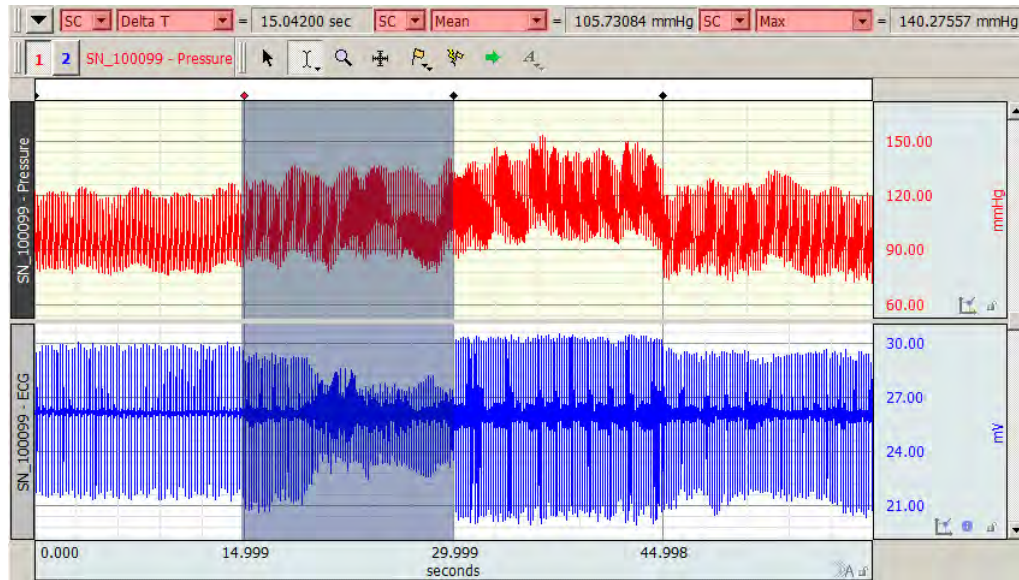 SC Delta T = 15.04200 sec SC Mean = 105.73084 mmHg SC Max = 140.27557 mmHg
1 2 SN_100099 - Pressure
SN_100099 - Pressure
150.00
120.00
90.00
60.00
mmHg
SN_100099 - ECG
30.00
27.00
24.00
21.00
mV
0.000 14.999 29.999 44.998
seconds